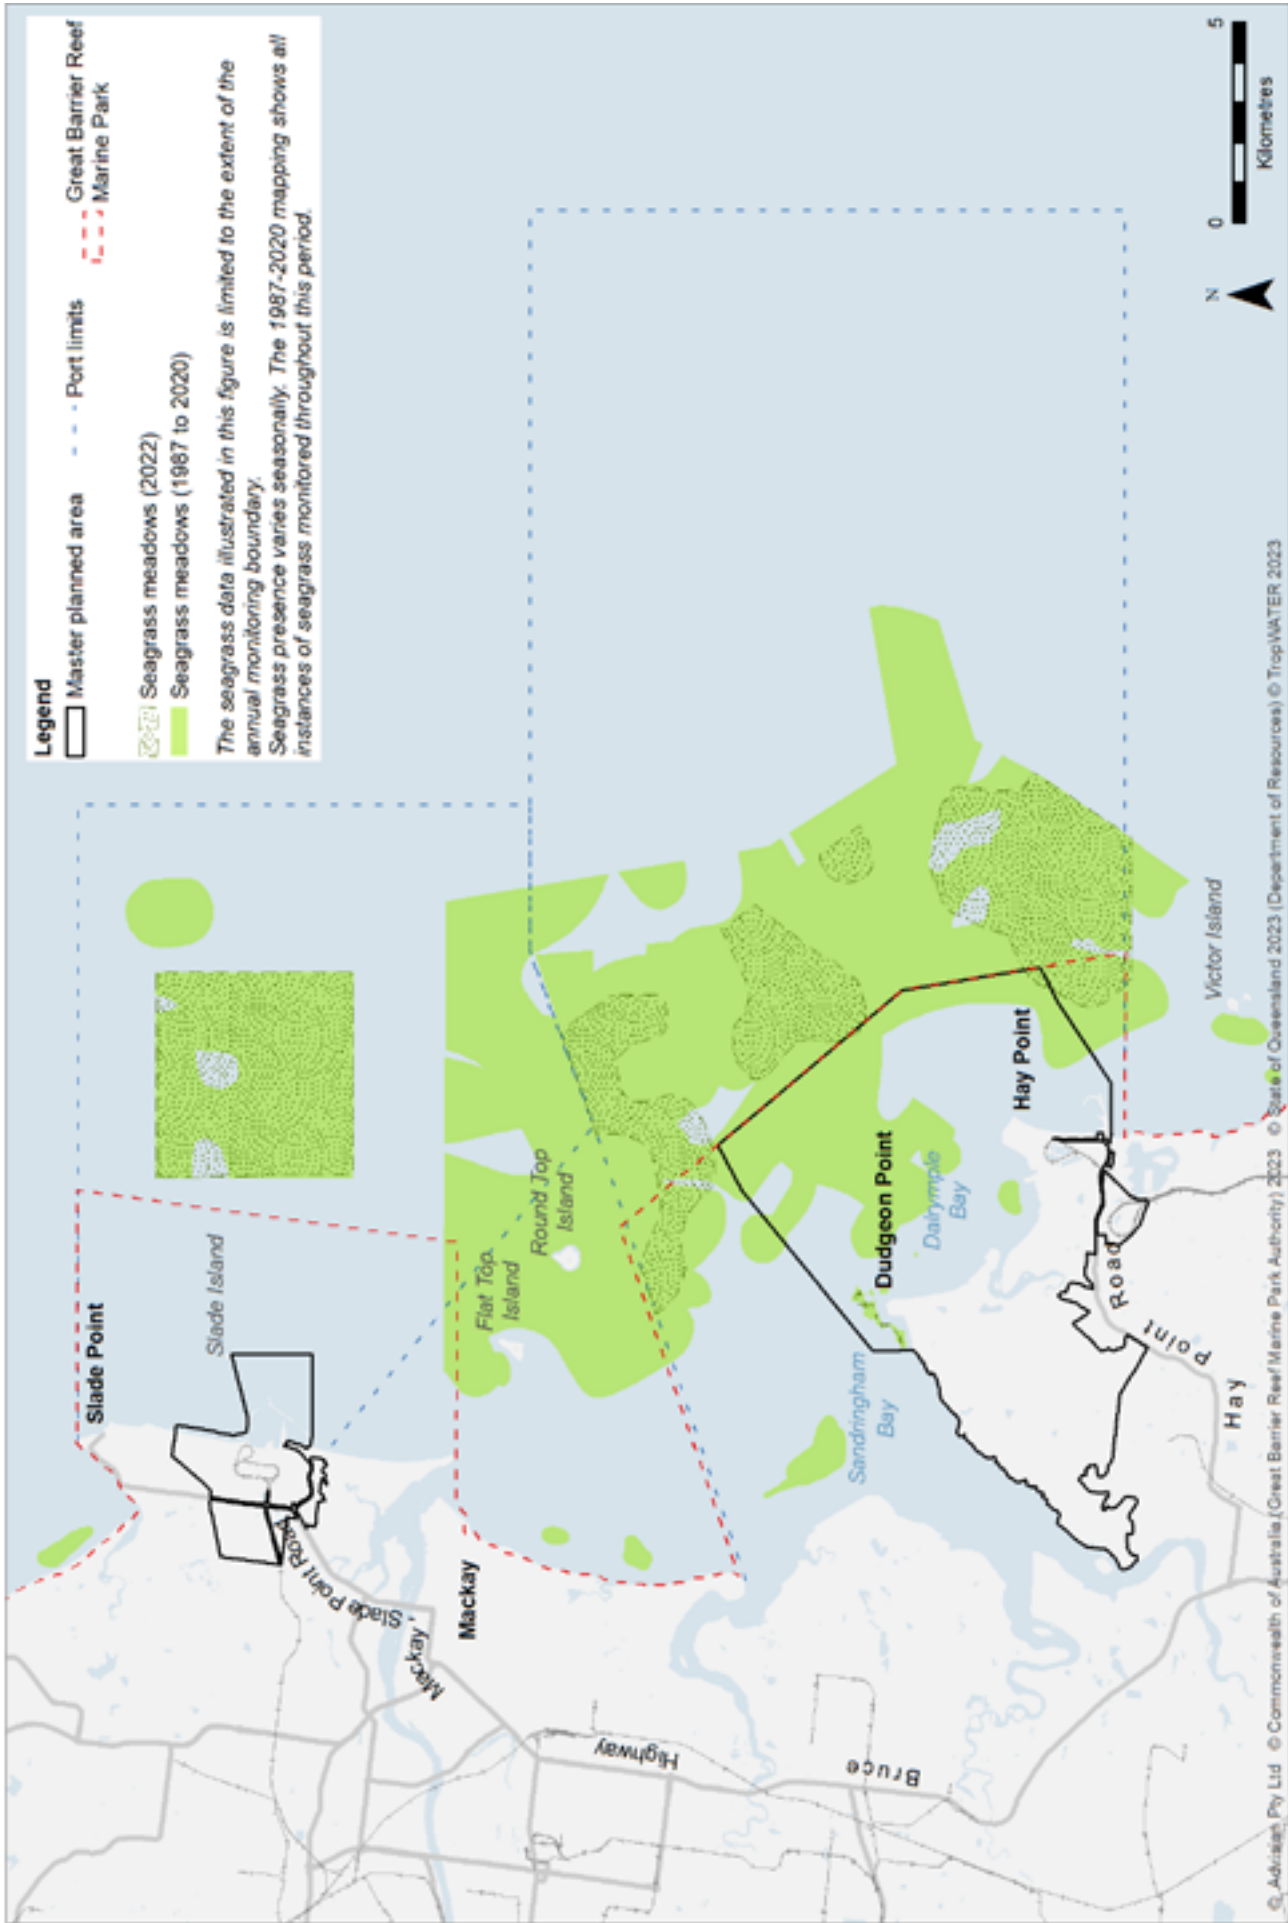 Legend
Master planned area
Port limits
Great Barrier Reef
Marine Park
Seagrass meadows (2022)
Seagrass meadows (1987 to 2020)
The seagrass data illustrated in this figure is limited to the extent of the
annual monitoring boundary.
Seagrass presence varies seasonally. The 1987-2020 mapping shows all
instances of seagrass monitored throughout this period.
Slade Point
Slade Island
Mackay
Slade Point Road
Mackay
Flat Top
Island
Round Top
Island
Sandringham
Bay
Dudgeon Point
Dalrymple
Bay
Hay Point
Victor Island
Hay
Point
Road
Bruce
Highway
N
0
5
Kilometres
© Adviesian Pty Ltd © Commonwealth of Australia (Great Barrier Reef Marine Park Authority) 2023 © State of Queensland 2023 (Department of Resources) © TropWATER 2023